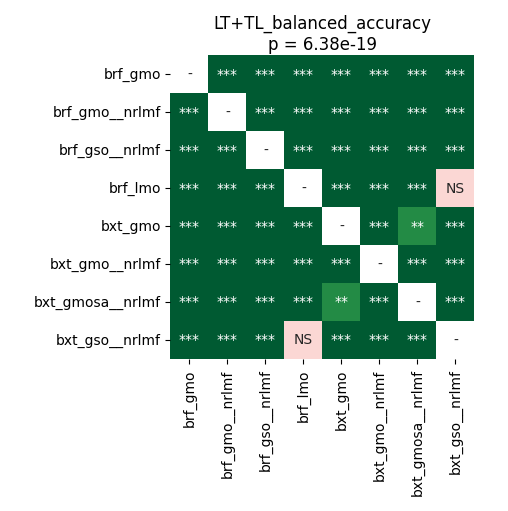 LT+TL_balanced_accuracy
p = 6.38e-19
brf_gmo - *** *** *** *** *** *** ***
brf_gmo__nrlmf *** - *** *** *** *** *** ***
brf_gso__nrlmf *** *** - *** *** *** *** ***
brf_lmo *** *** *** - *** *** *** NS
bxt_gmo *** *** *** *** - *** ** ***
bxt_gmo__nrlmf *** *** *** *** *** - *** ***
bxt_gmosa__nrlmf *** *** *** *** ** *** - ***
bxt_gso__nrlmf *** *** *** NS *** *** *** -
brf_gmo
brf_gmo__nrlmf
brf_gso__nrlmf
brf_lmo
bxt_gmo
bxt_gmo__nrlmf
bxt_gmosa__nrlmf
bxt_gso__nrlmf